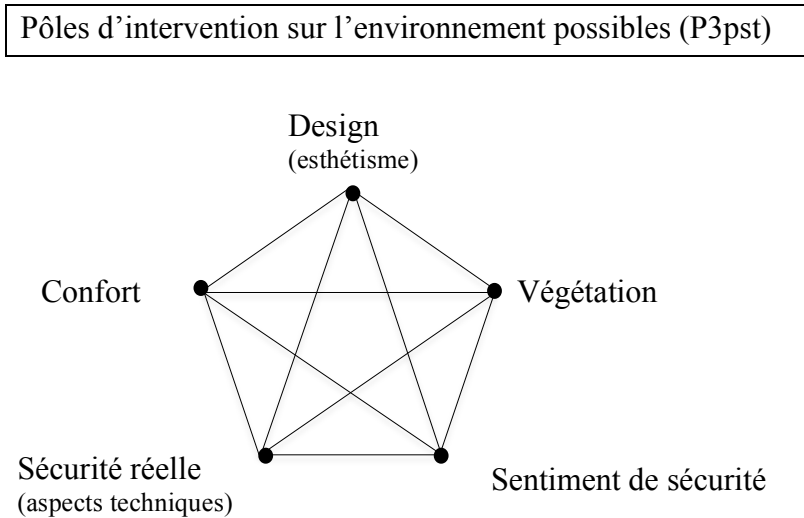 Pôles d’intervention sur l’environnement possibles (P3pst)
Design
(esthétisme)
Confort
Végétation
Sécurité réelle
(aspects techniques)
Sentiment de sécurité